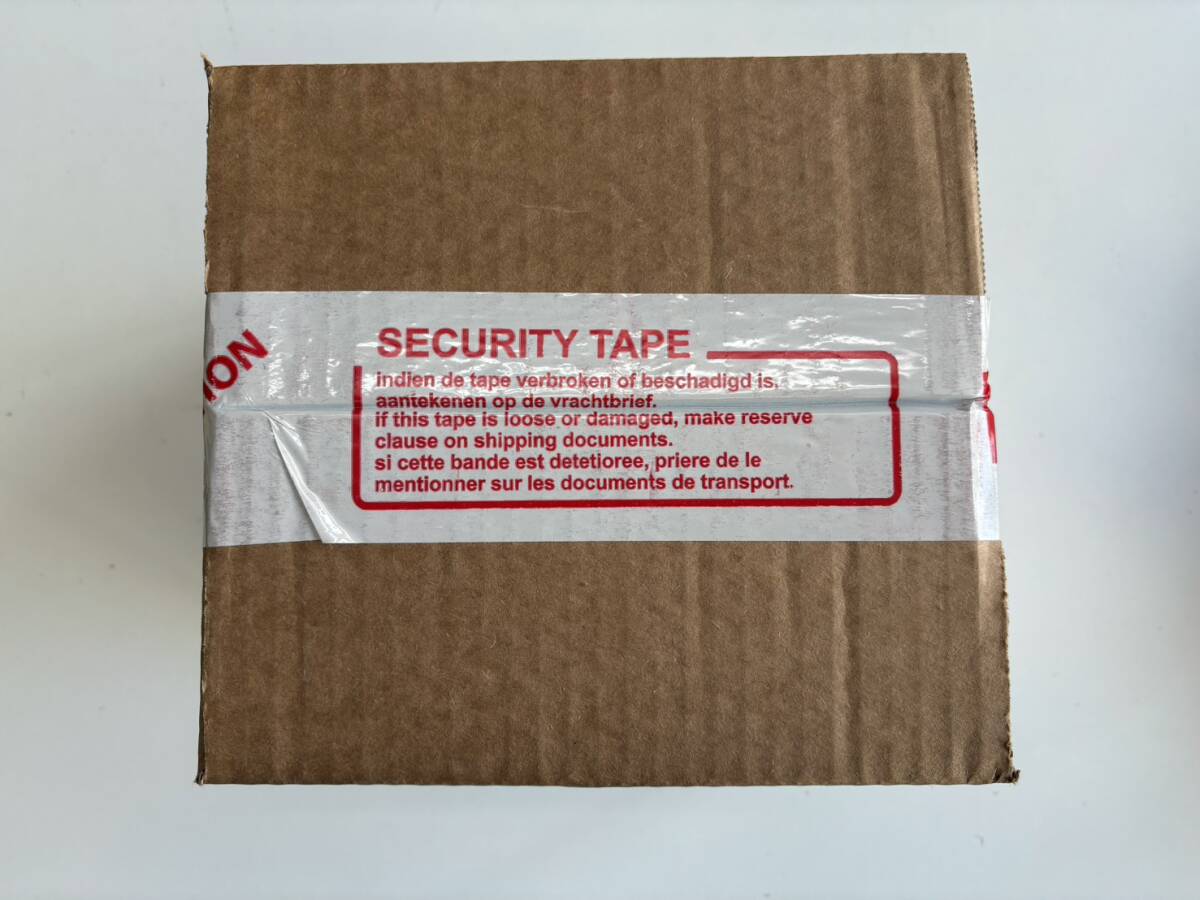 SECURITY TAPE
indien de tape verbroken of beschadigd is,
aantekenen op de vrachtbrief.
if this tape is loose or damaged, make reserve
clause on shipping documents.
si cette bande est detetioree, priere de le
mentionner sur les documents de transport.